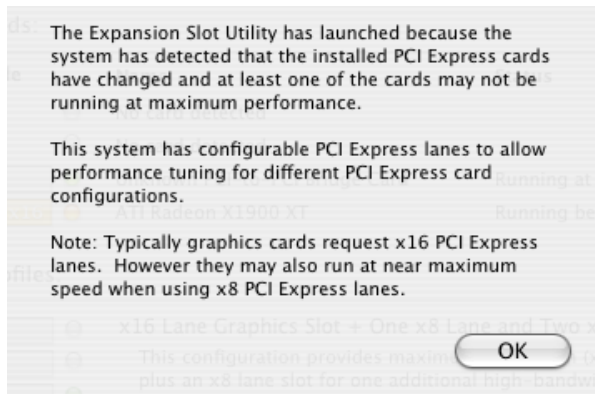 ds:
The Expansion Slot Utility has launched because the
system has detected that the installed PCI Express cards
have changed and at least one of the cards may not be
running at maximum performance.
No card detected
This system has configurable PCI Express lanes to allow
performance tuning for different PCI Express card
configurations.
Running at
ATI Radeon X1900 XT
Running be
Note: Typically graphics cards request x16 PCI Express
lanes. However they may also run at near maximum
speed when using x8 PCI Express lanes.
files:
x16 Lane Graphics Slot + One x8 Lane and Two x
OK
This configuration provides maxim
plus an x8 lane slot for one additional high-bandw